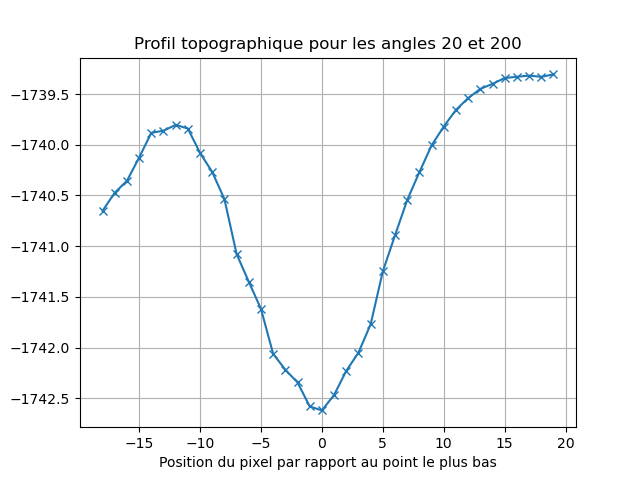 Profil topographique pour les angles 20 et 200
−1739.5
−1740.0
−1740.5
−1741.0
−1741.5
−1742.0
−1742.5
−15 −10 −5 0 5 10 15 20
Position du pixel par rapport au point le plus bas